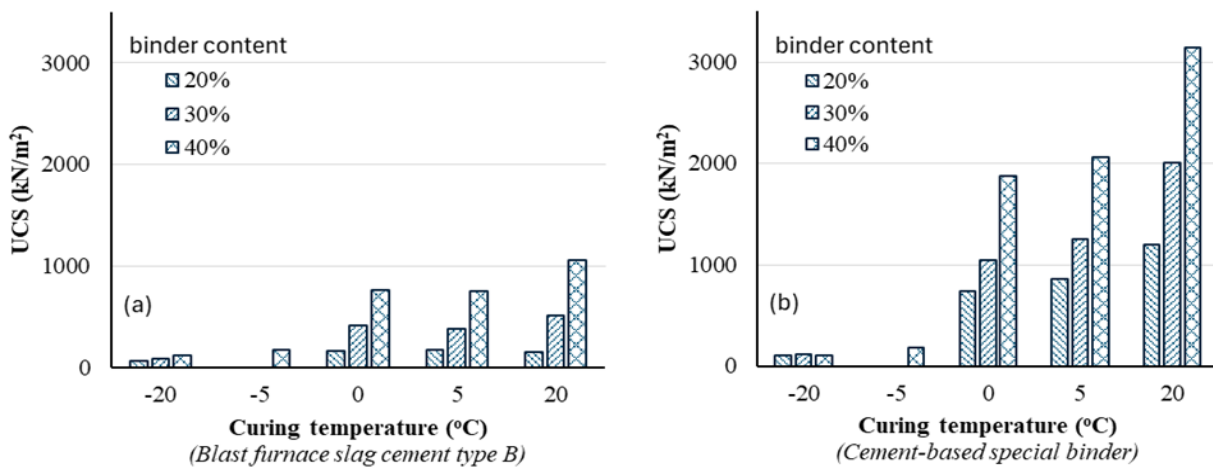 binder content
20%
30%
40%
3000
2000
1000
0
UCS (kN/m²)
(a)
-20 -5 0 5 20
Curing temperature (ᵒC)
(Blast furnace slag cement type B)
binder content
20%
30%
40%
3000
2000
1000
0
UCS (kN/m²)
(b)
-20 -5 0 5 20
Curing temperature (ᵒC)
(Cement-based special binder)